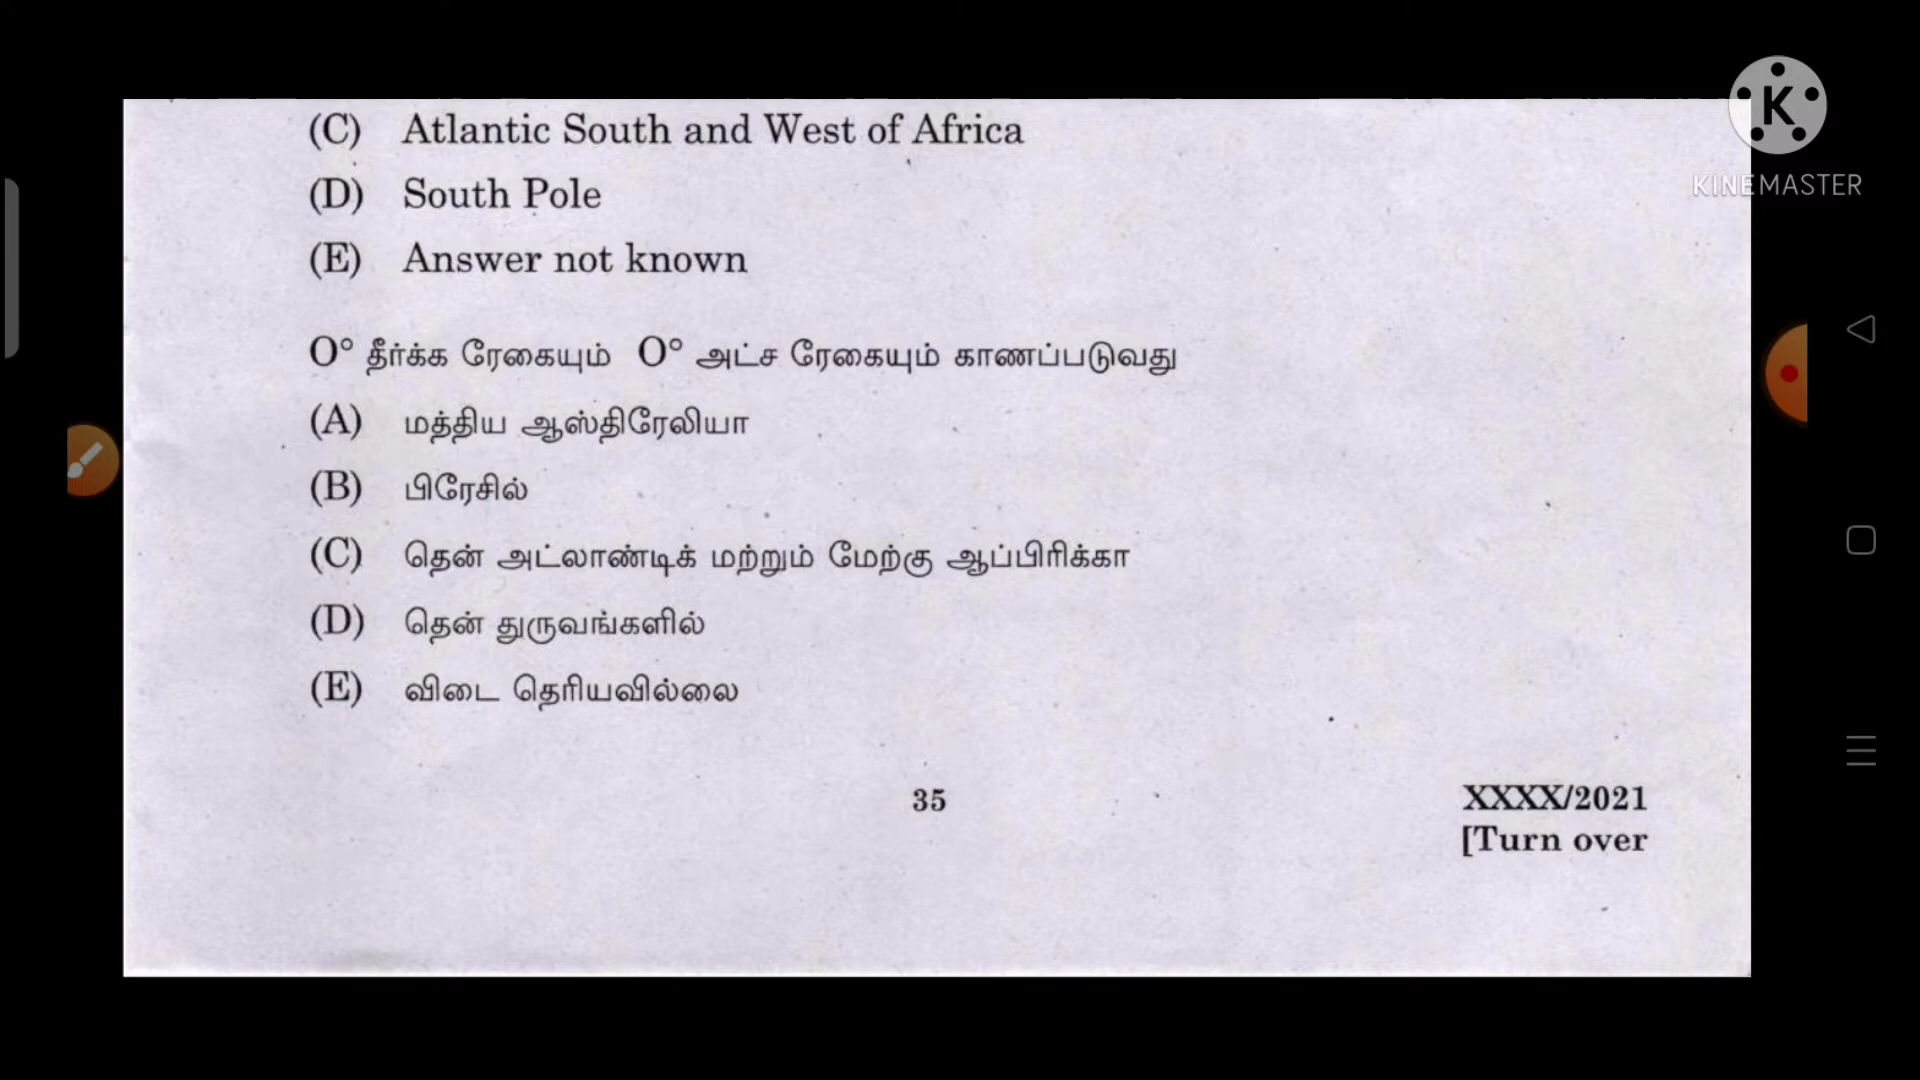 (C) Atlantic South and West of Africa
KINEMASTER
(D) South Pole
(E) Answer not known
O° தீர்க்க ரேகையும் O° அட்ச ரேகையும் காணப்படுவது
(A) மத்திய ஆஸ்திரேலியா
(B) பிரேசில்
(C) தென் அட்லாண்டிக் மற்றும் மேற்கு ஆப்பிரிக்கா
(D) தென் துருவங்களில்
(E) விடை தெரியவில்லை
35
XXXX/2021
[Turn over